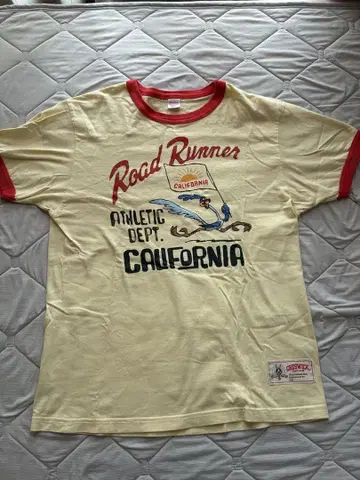 Road Runner
CALIFORNIA
ATHLETIC
DEPT.
CALIFORNIA